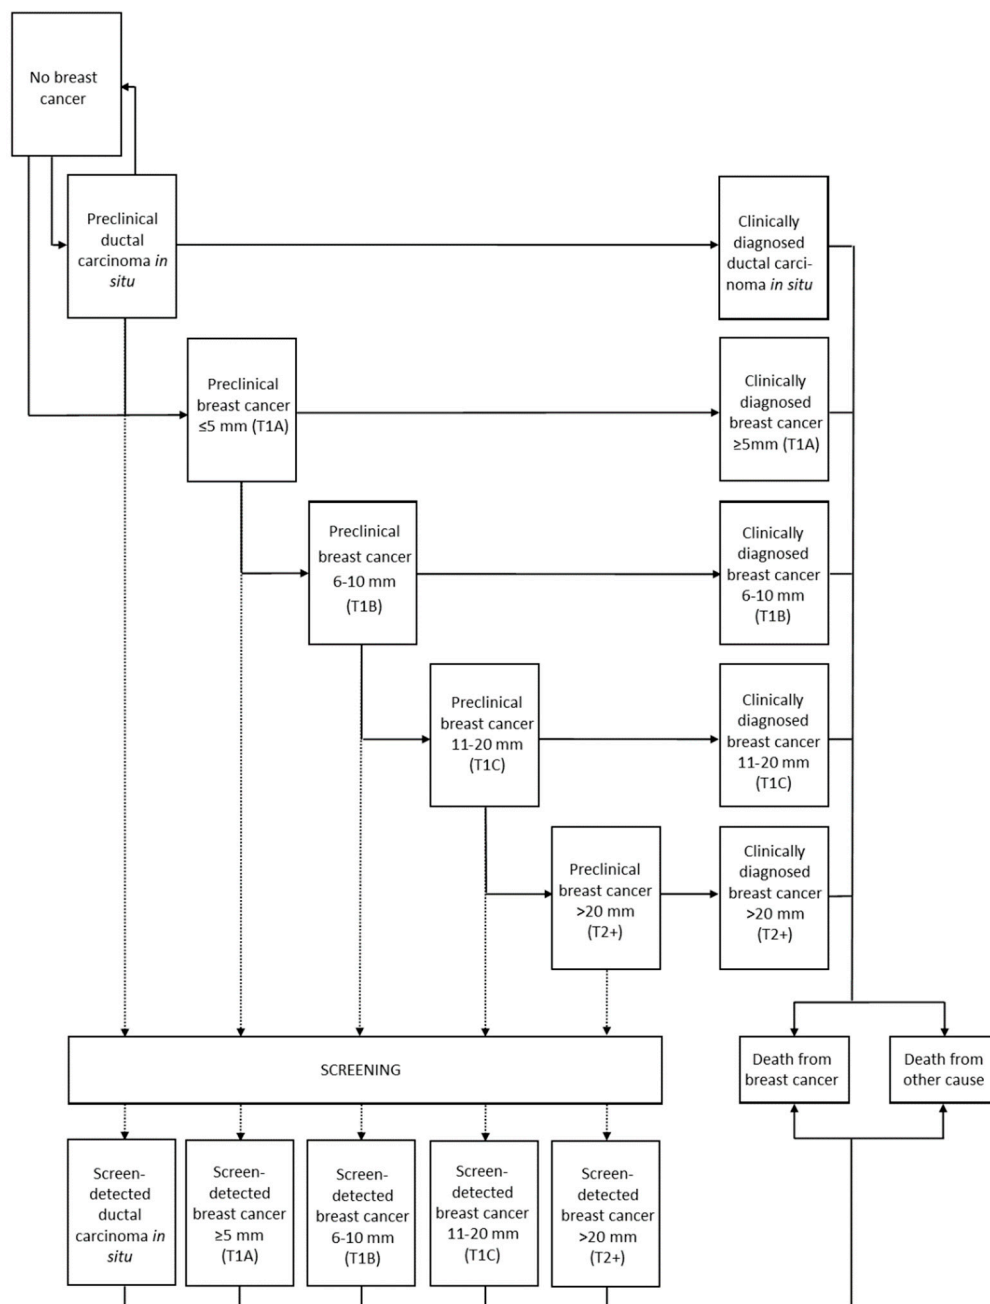 No breast
cancer
Preclinical
ductal
carcinoma in
situ
Clinically
diagnosed
ductal carci-
noma in situ
Preclinical
breast cancer
≤5 mm (T1A)
Clinically
diagnosed
breast cancer
≥5mm (T1A)
Preclinical
breast cancer
6-10 mm
(T1B)
Clinically
diagnosed
breast cancer
6-10 mm
(T1B)
Preclinical
breast cancer
11-20 mm
(T1C)
Clinically
diagnosed
breast cancer
11-20 mm
(T1C)
Preclinical
breast cancer
>20 mm
(T2+)
Clinically
diagnosed
breast cancer
>20 mm
(T2+)
SCREENING
Death from
breast cancer
Death from
other cause
Screen-
detected
ductal
carcinoma in
situ
Screen-
detected
breast cancer
≥5 mm
(T1A)
Screen-
detected
breast cancer
6-10 mm
(T1B)
Screen-
detected
breast cancer
11-20 mm
(T1C)
Screen-
detected
breast cancer
>20 mm
(T2+)